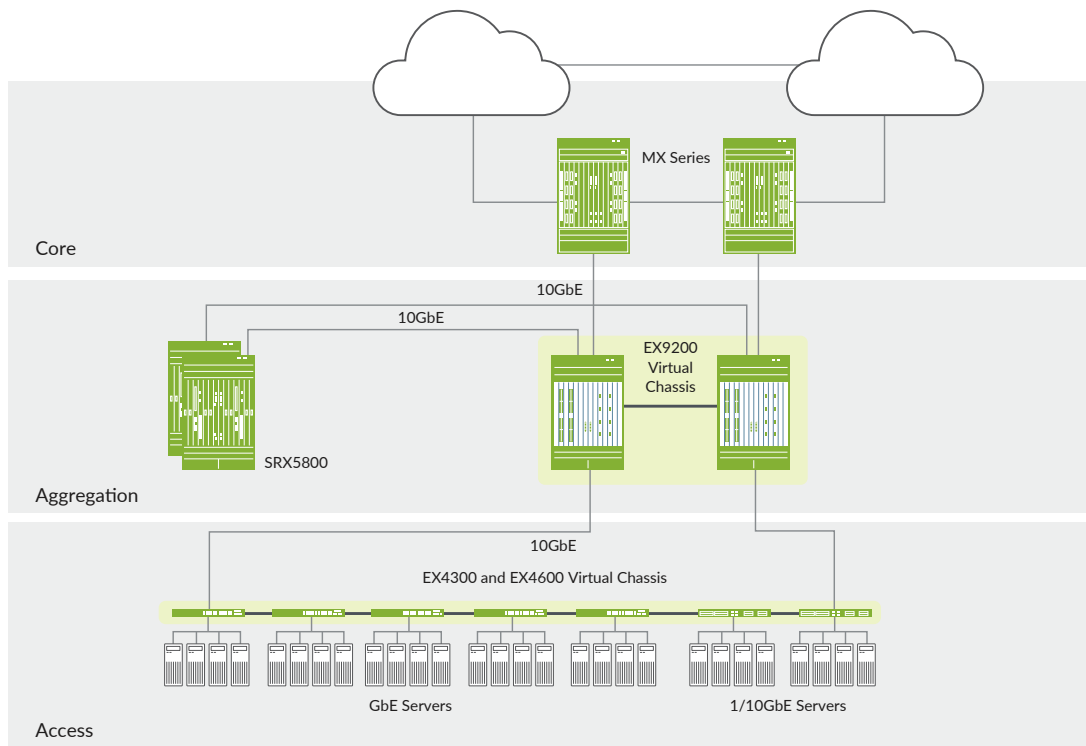 MX Series
Core
10GbE
10GbE
EX9200
Virtual
Chassis
SRX5800
Aggregation
10GbE
EX4300 and EX4600 Virtual Chassis
GbE Servers
1/10GbE Servers
Access